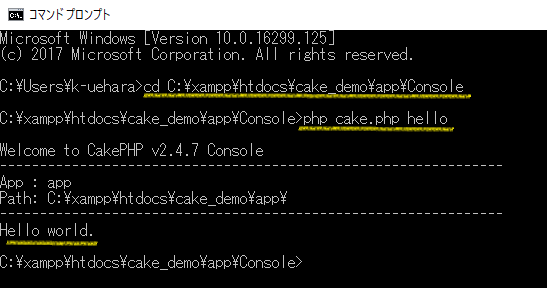 コマンドプロンプト
Microsoft Windows [Version 10.0.16299.125]
(c) 2017 Microsoft Corporation. All rights reserved.
C:¥Users¥k-uehara>cd C:¥xampp¥htdocs¥cake_demo¥app¥Console
C:¥xampp¥htdocs¥cake_demo¥app¥Console>php cake.php hello
Welcome to CakePHP v2.4.7 Console
---------------------------------------------------------------
App : app
Path: C:¥xampp¥htdocs¥cake_demo¥app¥
---------------------------------------------------------------
Hello world.
C:¥xampp¥htdocs¥cake_demo¥app¥Console>